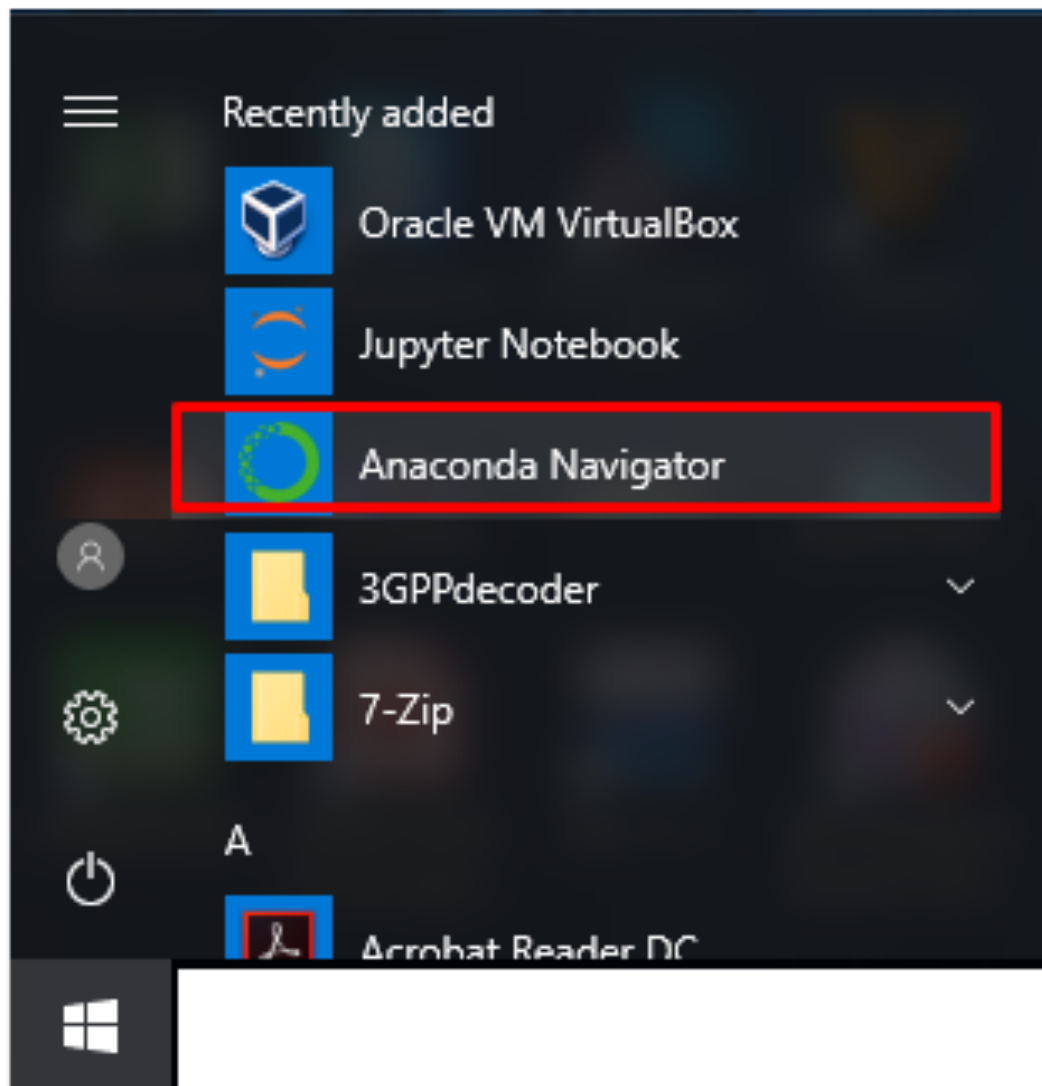 Recently added
Oracle VM VirtualBox
Jupyter Notebook
Anaconda Navigator
3GPPdecoder
7-Zip
A
Acrobat Reader DC